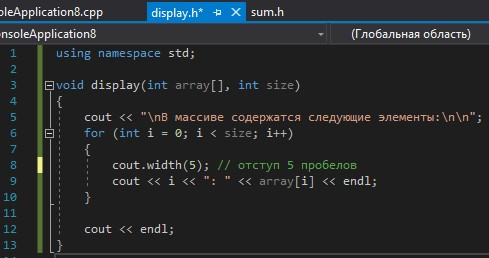 oleApplication8.cpp display.h* sum.h
onsoleApplication8 (Глобальная область)
1 using namespace std;
2
3 void display(int array[], int size)
4 {
5 cout << "\nВ массиве содержатся следующие элементы:\n\n";
6 for (int i = 0; i < size; i++)
7 {
8 cout.width(5); // отступ 5 пробелов
9 cout << i << ": " << array[i] << endl;
10 }
11
12 cout << endl;
13 }